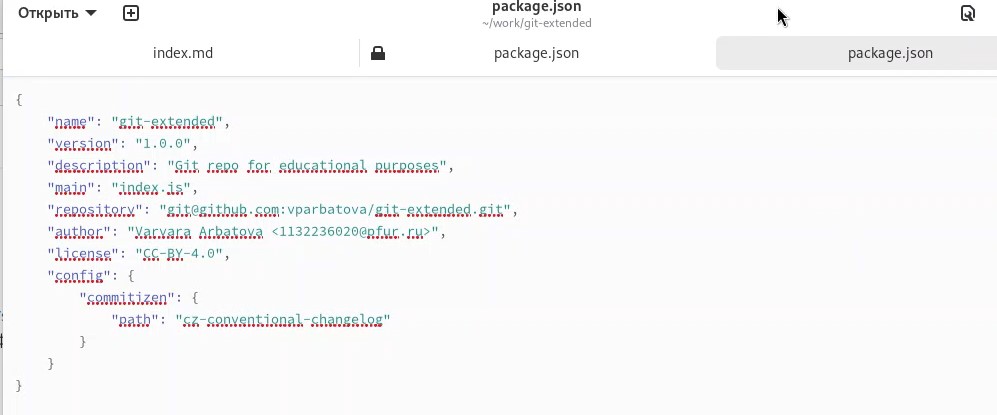 Открыть
package.json
~/work/git-extended
index.md
package.json
package.json
{
    "name": "git-extended",
    "version": "1.0.0",
    "description": "Git repo for educational purposes",
    "main": "index.js",
    "repository": "git@github.com:vparbatova/git-extended.git",
    "author": "Varvara Arbatova <1132236020@pfur.ru>",
    "license": "CC-BY-4.0",
    "config": {
        "commitizen": {
            "path": "cz-conventional-changelog"
        }
    }
}